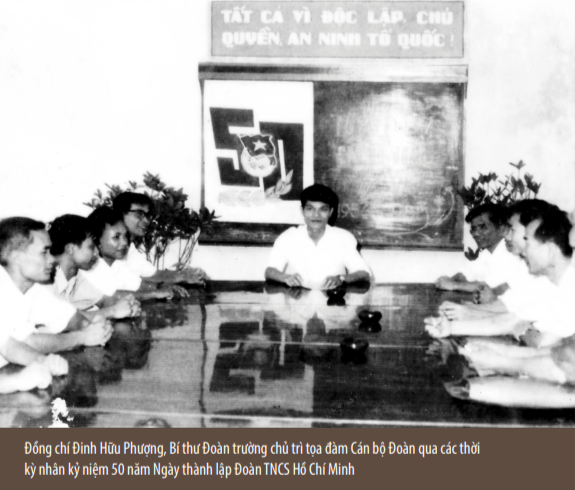 TẤT CẢ VÌ ĐỘC LẬP, CHỦ
QUYỀN, AN NINH TỔ QUỐC!
50
Đồng chí Đinh Hữu Phượng, Bí thư Đoàn trường chủ trì tọa đàm Cán bộ Đoàn qua các thời
kỳ nhân kỷ niệm 50 năm Ngày thành lập Đoàn TNCS Hồ Chí Minh